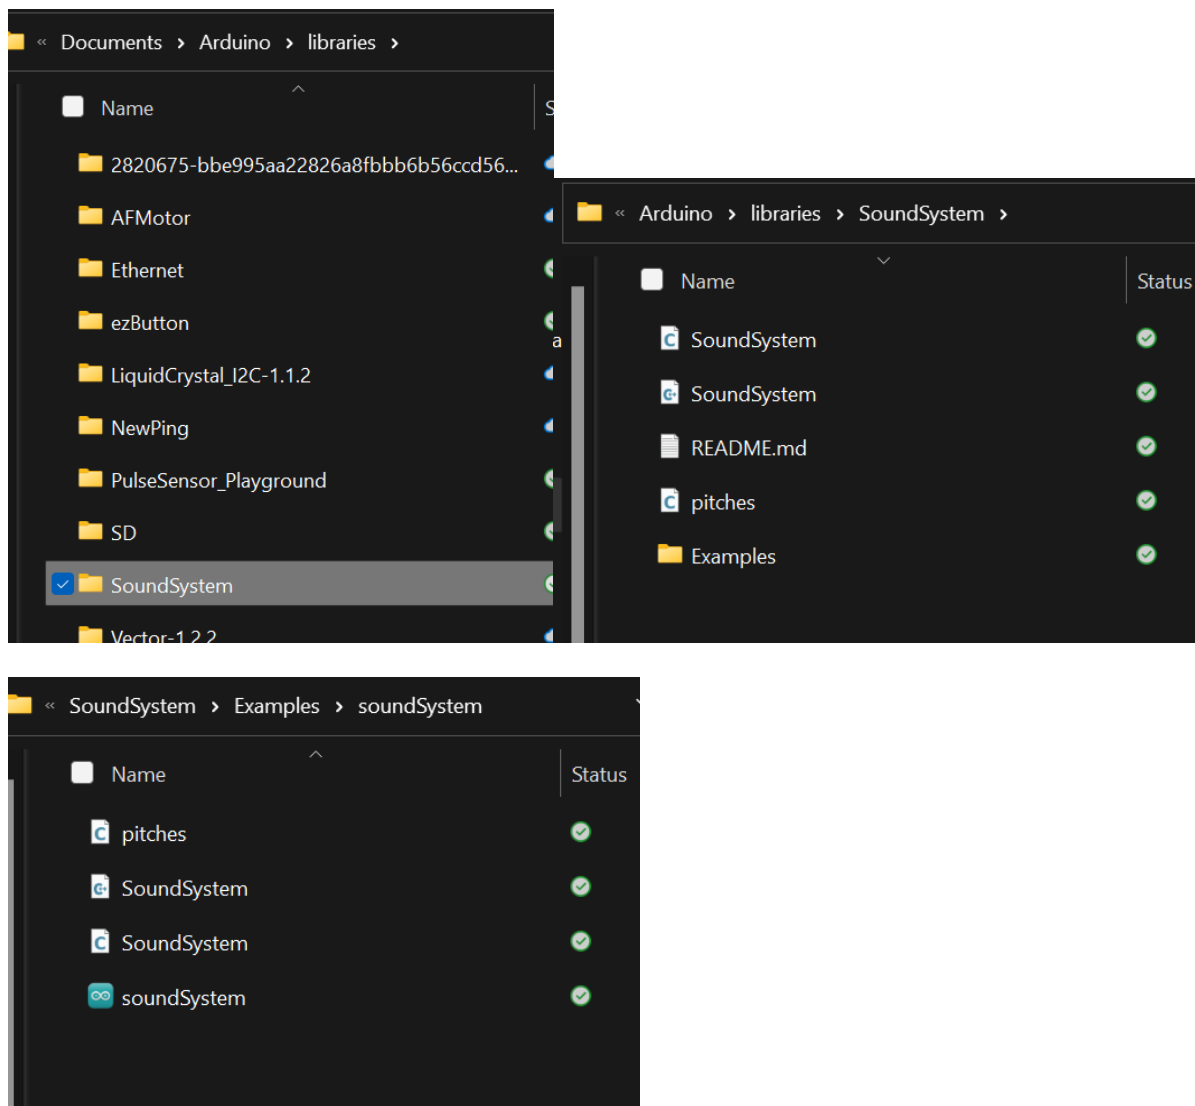 « Documents > Arduino > libraries >
Name
S
2820675-bbe995aa22826a8fbbb6b56ccd56...
AFMotor
Ethernet
ezButton
LiquidCrystal_I2C-1.1.2
NewPing
PulseSensor_Playground
SD
SoundSystem
Vector-1.2.2
a
« Arduino > libraries > SoundSystem >
Name
Status
SoundSystem
SoundSystem
README.md
pitches
Examples
« SoundSystem > Examples > soundSystem
Name
Status
pitches
SoundSystem
SoundSystem
soundSystem